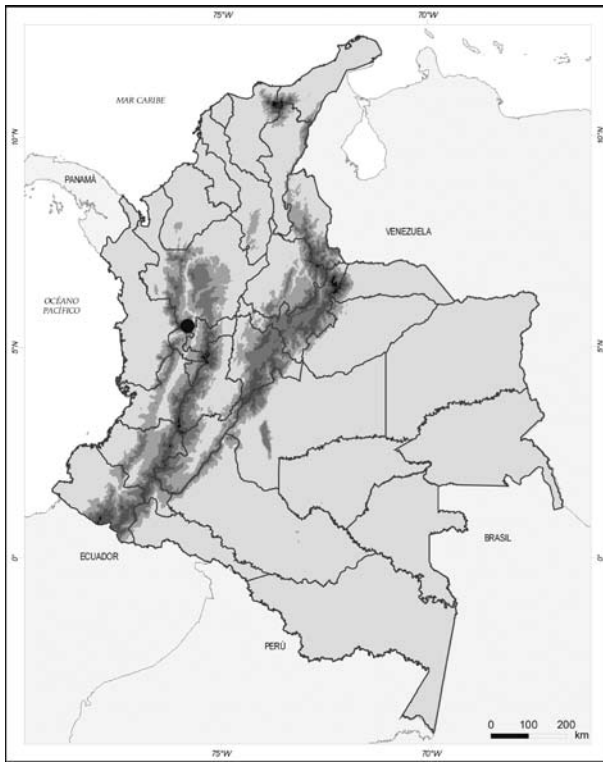 75°W
70°W
MAR CARIBE
10°N
10°N
PANAMÁ
VENEZUELA
OCÉANO
PACÍFICO
5°N
5°N
BRASIL
ECUADOR
0°
0°
PERÚ
0 100 200
km
75°W
70°W